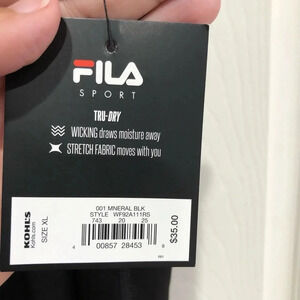 FILA
SPORT
TRU-DRY
WICKING draws moisture away
STRETCH FABRIC moves with you
001 MNERAL BLK
STYLE WF92A111RS
743 20 25
4 00857 28453 8
$35.00
SIZE XL
KOHL'S
Kohls.com